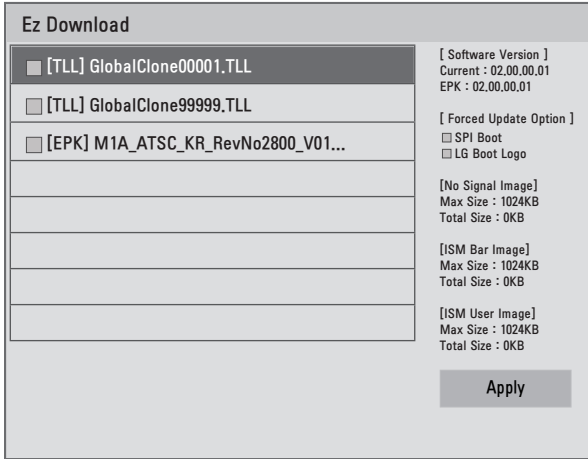 Ez Download
[TLL] GlobalClone00001.TLL
[TLL] GlobalClone99999.TLL
[EPK] M1A_ATSC_KR_RevNo2800_V01...
[ Software Version ]
Current : 02.00.00.01
EPK : 02.00.00.01
[ Forced Update Option ]
SPI Boot
LG Boot Logo
[No Signal Image]
Max Size : 1024KB
Total Size : 0KB
[ISM Bar Image]
Max Size : 1024KB
Total Size : 0KB
[ISM User Image]
Max Size : 1024KB
Total Size : 0KB
Apply